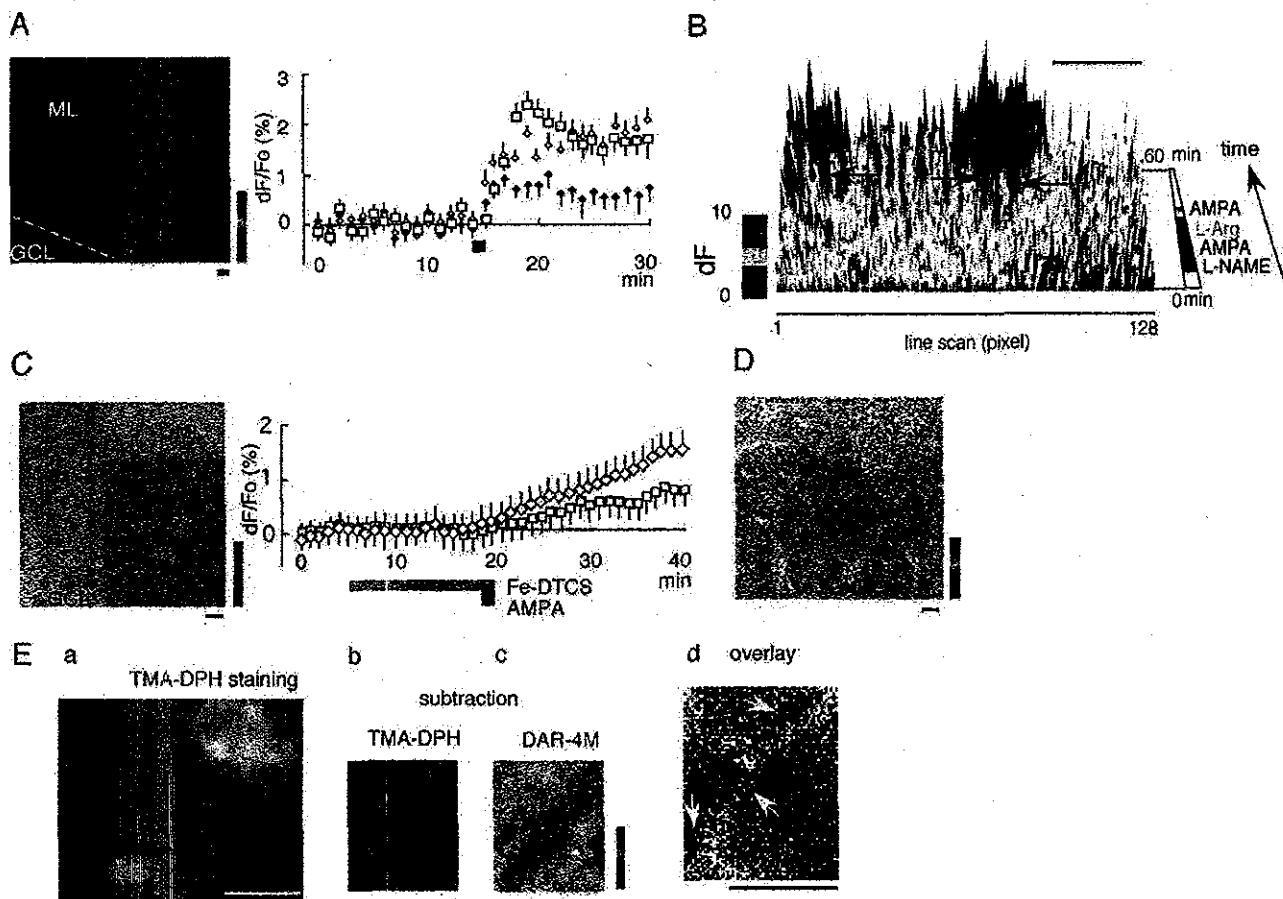 A
ML
GCL
dF/Fo (%)
3
2
1
0
0
10
20
30
min
B
60 min
time
AMPA
L-Arg
AMPA
L-NAME
0min
10
dF
0
1
128
line scan (pixel)
C
dF/Fo (%)
2
1
0
0
10
20
30
40
min
Fe-DTCS
AMPA
D
E
a
TMA-DPH staining
b
c
subtraction
TMA-DPH
DAR-4M
d
overlay